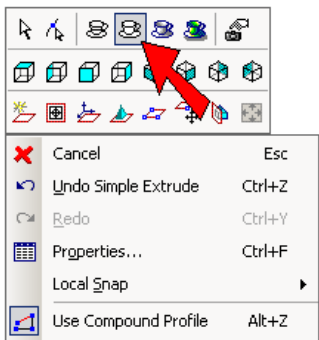 Cancel Esc
Undo Simple Extrude Ctrl+Z
Redo Ctrl+Y
Properties... Ctrl+F
Local Snap
Use Compound Profile Alt+Z